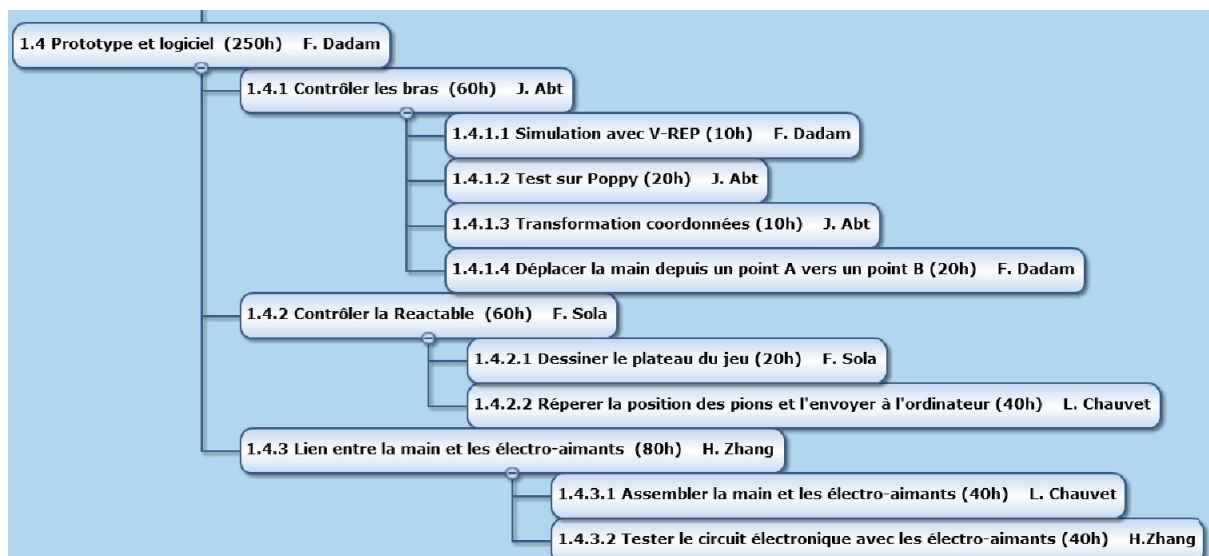 1.4 Prototype et logiciel (250h) F. Dadam
1.4.1 Contrôler les bras (60h) J. Abt
1.4.1.1 Simulation avec V-REP (10h) F. Dadam
1.4.1.2 Test sur Poppy (20h) J. Abt
1.4.1.3 Transformation coordonnées (10h) J. Abt
1.4.1.4 Déplacer la main depuis un point A vers un point B (20h) F. Dadam
1.4.2 Contrôler la Reactable (60h) F. Sola
1.4.2.1 Dessiner le plateau du jeu (20h) F. Sola
1.4.2.2 Réperer la position des pions et l'envoyer à l'ordinateur (40h) L. Chauvet
1.4.3 Lien entre la main et les électro-aimants (80h) H. Zhang
1.4.3.1 Assembler la main et les électro-aimants (40h) L. Chauvet
1.4.3.2 Tester le circuit électronique avec les électro-aimants (40h) H.Zhang